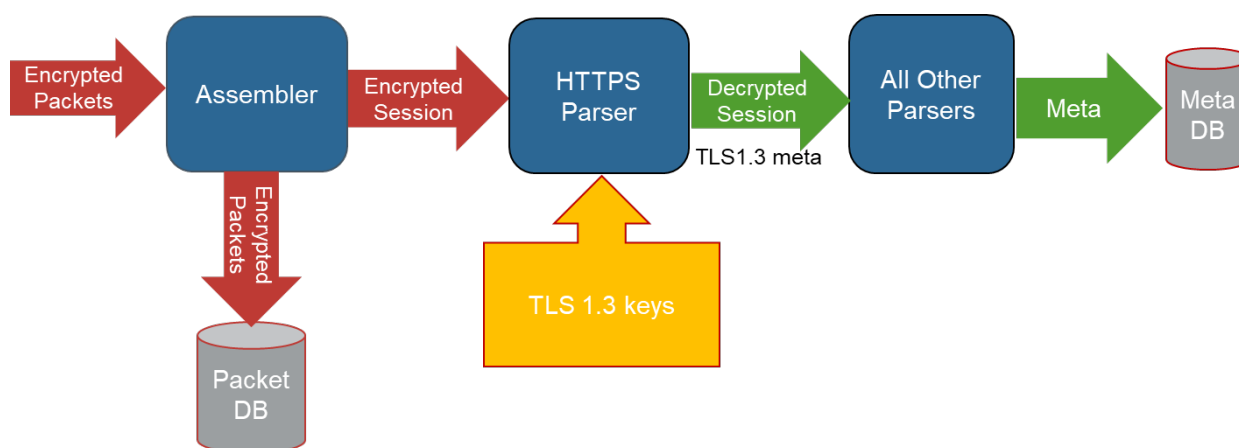 Encrypted
Packets
Assembler
Encrypted
Session
HTTPS
Parser
Decrypted
Session
TLS1.3 meta
All Other
Parsers
Meta
Meta
DB
Encrypted
Packets
TLS 1.3 keys
Packet
DB